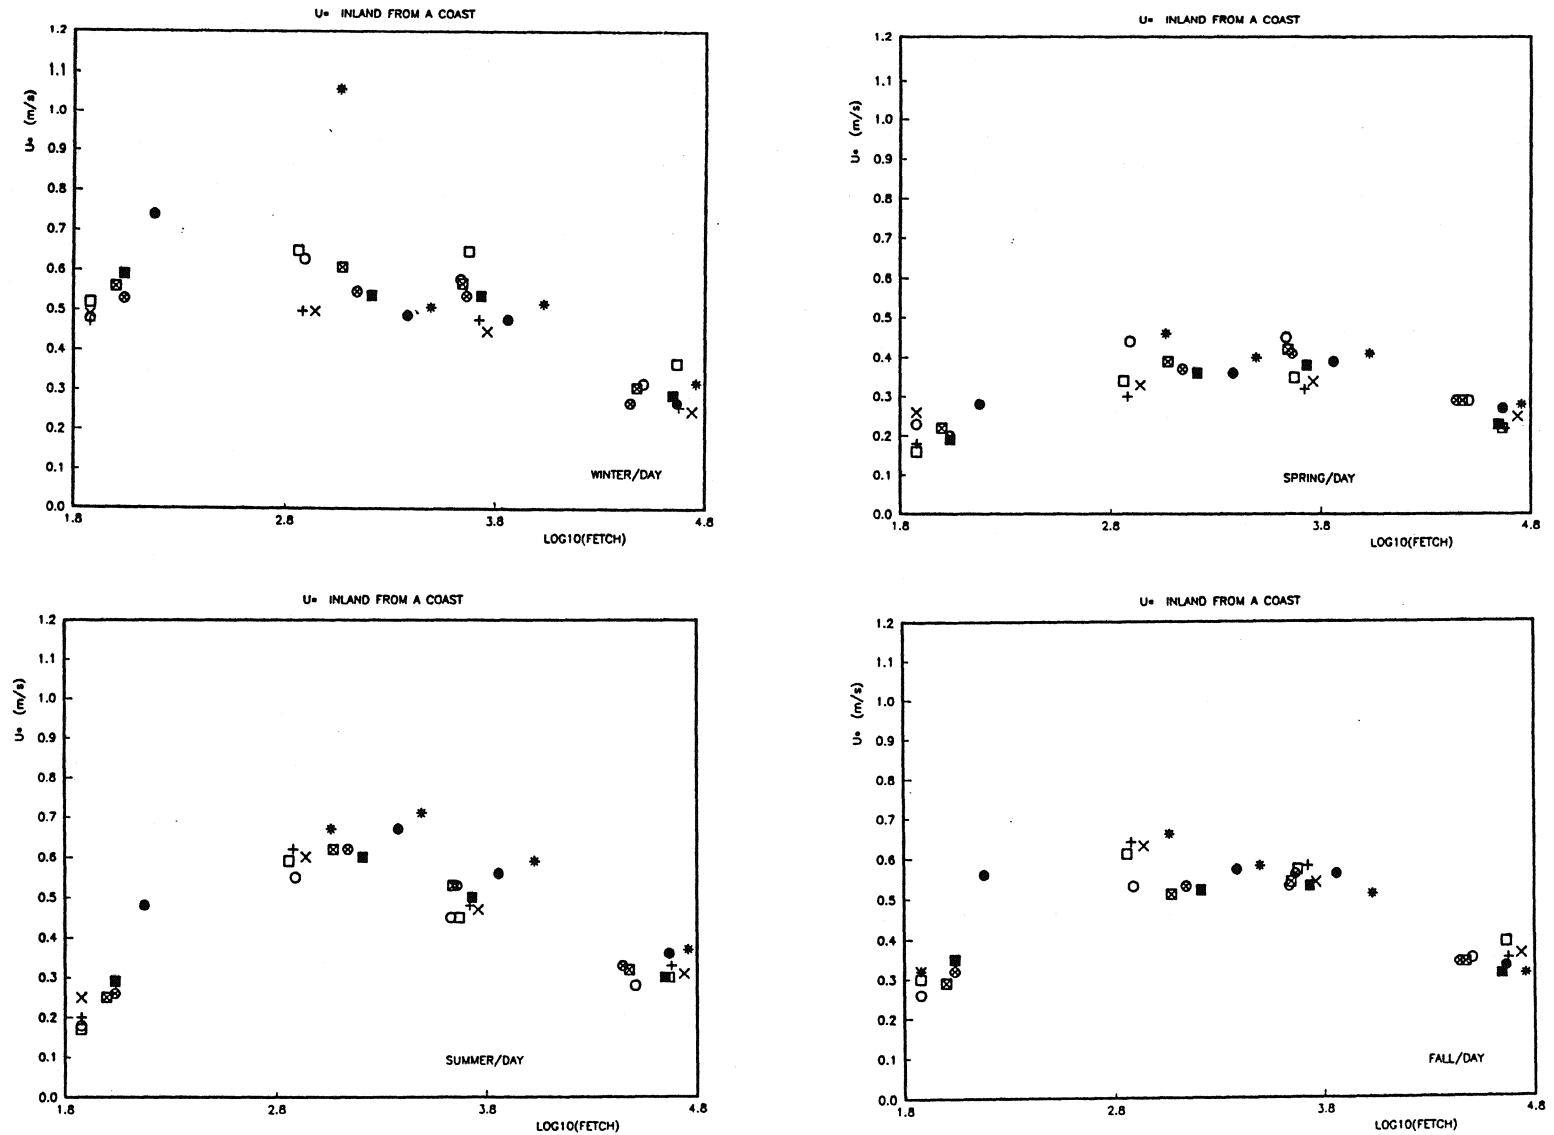 U* INLAND FROM A COAST
1.2
1.1
1.0
0.9
0.8
0.7
0.6
0.5
0.4
0.3
0.2
0.1
0.0
U* (m/s)
WINTER/DAY
1.8 2.8 3.8 4.8
LOG10(FETCH)
U* INLAND FROM A COAST
1.2
1.1
1.0
0.9
0.8
0.7
0.6
0.5
0.4
0.3
0.2
0.1
0.0
U* (m/s)
SPRING/DAY
1.8 2.8 3.8 4.8
LOG10(FETCH)
U* INLAND FROM A COAST
1.2
1.1
1.0
0.9
0.8
0.7
0.6
0.5
0.4
0.3
0.2
0.1
0.0
U* (m/s)
SUMMER/DAY
1.8 2.8 3.8 4.8
LOG10(FETCH)
U* INLAND FROM A COAST
1.2
1.1
1.0
0.9
0.8
0.7
0.6
0.5
0.4
0.3
0.2
0.1
0.0
U* (m/s)
FALL/DAY
1.8 2.8 3.8 4.8
LOG10(FETCH)